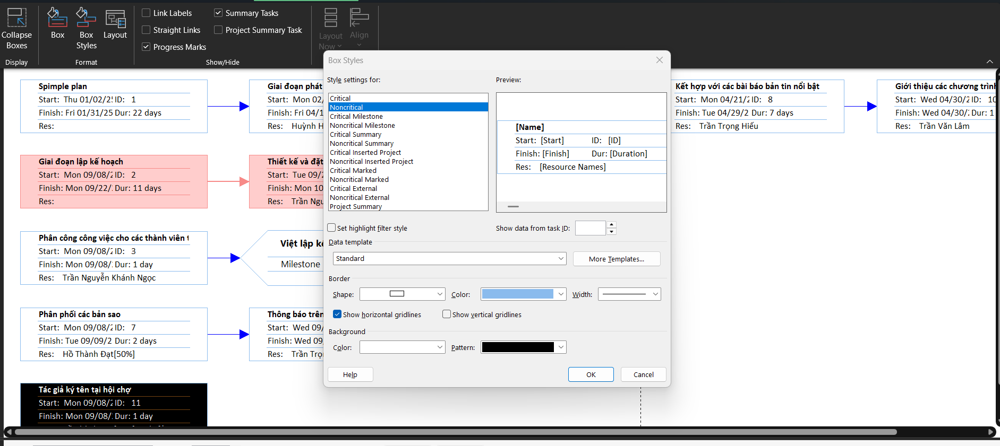 Collapse Boxes
Box
Box Styles
Layout
Link Labels
Straight Links
Progress Marks
Summary Tasks
Project Summary Task
Layout Now
Align
Display
Format
Show/Hide
Spimple plan
Start: Thu 01/02/25 ID: 1
Finish: Fri 01/31/25 Dur: 22 days
Res:
Giai đoạn phát
Start: Mon 02/
Finish: Fri 04/1
Res: Huỳnh H
Kết hợp với các bài báo bản tin nổi bật
Start: Mon 04/21/2 ID: 8
Finish: Tue 04/29/2 Dur: 7 days
Res: Trần Trọng Hiếu
Giới thiệu các chương trình
Start: Wed 04/30/2 ID: 10
Finish: Wed 04/30/2 Dur: 1
Res: Trần Văn Lâm
Giai đoạn lập kế hoạch
Start: Mon 09/08/2 ID: 2
Finish: Mon 09/22/2 Dur: 11 days
Res:
Thiết kế và đặt
Start: Tue 09/2
Finish: Mon 10
Res: Trần Ngu
Phân công công việc cho các thành viên t
Start: Mon 09/08/2 ID: 3
Finish: Mon 09/08/ Dur: 1 day
Res: Trần Nguyễn Khánh Ngọc
Việt lập kế
Milestone
Phân phối các bản sao
Start: Mon 09/08/2 ID: 7
Finish: Tue 09/09/2 Dur: 2 days
Res: Hồ Thành Đạt[50%]
Thông báo trên
Start: Wed 09/
Finish: Wed 09
Res: Trần Trọ
Tác giả ký tên tại hội chợ
Start: Mon 09/08/2 ID: 11
Finish: Mon 09/08/ Dur: 1 day
Box Styles
Style settings for:
Critical
Noncritical
Critical Milestone
Noncritical Milestone
Critical Summary
Noncritical Summary
Critical Inserted Project
Noncritical Inserted Project
Critical Marked
Noncritical Marked
Critical External
Noncritical External
Project Summary
Preview:
[Name]
Start: [Start] ID: [ID]
Finish: [Finish] Dur: [Duration]
Res: [Resource Names]
Set highlight filter style
Show data from task ID:
Data template
Standard
More Templates...
Border
Shape:
Color:
Width:
Show horizontal gridlines
Show vertical gridlines
Background
Color:
Pattern:
Help
OK
Cancel